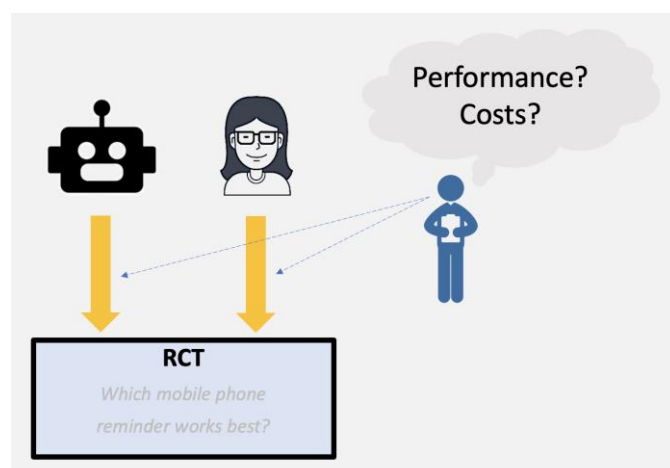 Performance?
Costs?
RCT
Which mobile phone
reminder works best?